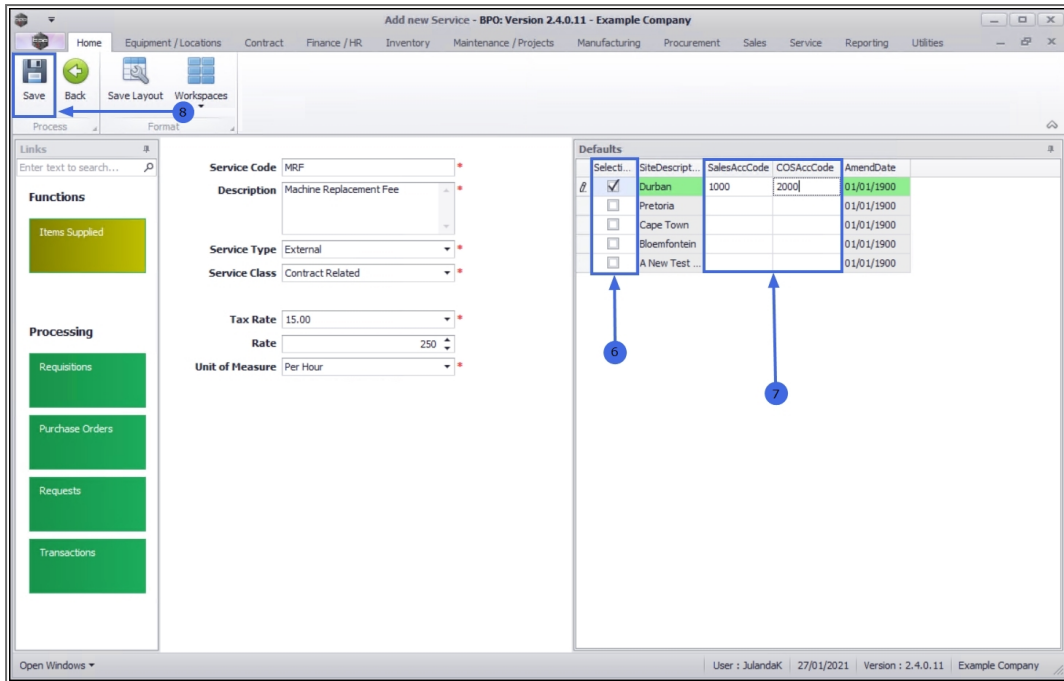 Add new Service - BPO: Version 2.4.0.11 - Example Company
Home Equipment / Locations Contract Finance / HR Inventory Maintenance / Projects Manufacturing Procurement Sales Service Reporting Utilities
Save Back Save Layout Workspaces
8
Process Format
Links
Enter text to search...
Functions
Items Supplied
Processing
Requisitions
Purchase Orders
Requests
Transactions
Service Code MRF *
Description Machine Replacement Fee *
Service Type External *
Service Class Contract Related *
Tax Rate 15.00 *
Rate 250
Unit of Measure Per Hour *
Defaults
Selecti... SiteDescript... SalesAccCode COSAccCode AmendDate
Durban 1000 2000 01/01/1900
Pretoria 01/01/1900
Cape Town 01/01/1900
Bloemfontein 01/01/1900
A New Test ... 01/01/1900
6
7
Open Windows User : JulandaK 27/01/2021 Version : 2.4.0.11 Example Company